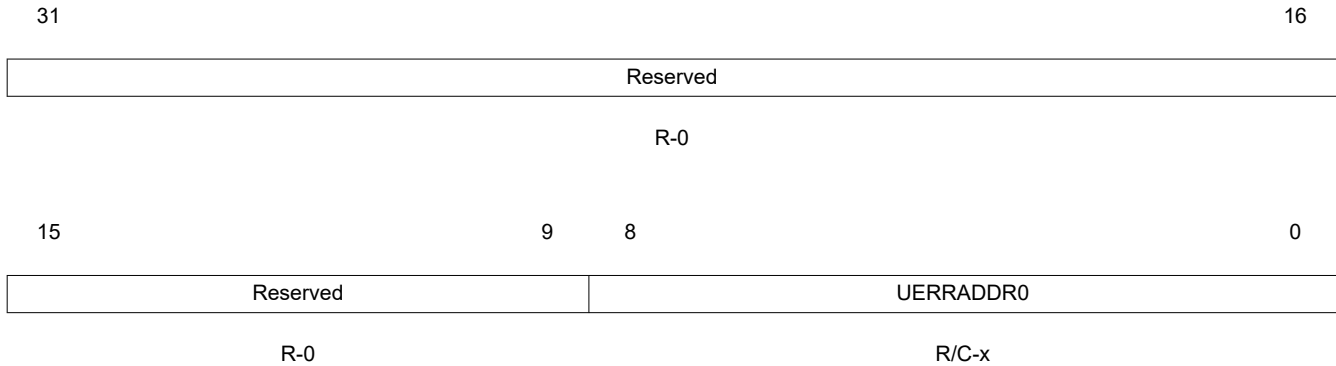 31 16
Reserved
R-0
15 9 8 0
Reserved UERRADDR0
R-0 R/C-x